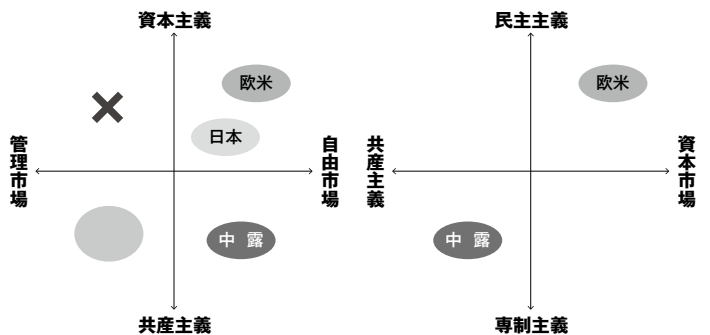 資本主義
欧米
日本
管理市場
自由市場
中 露
共産主義
民主主義
欧米
共産主義
資本市場
中 露
専制主義